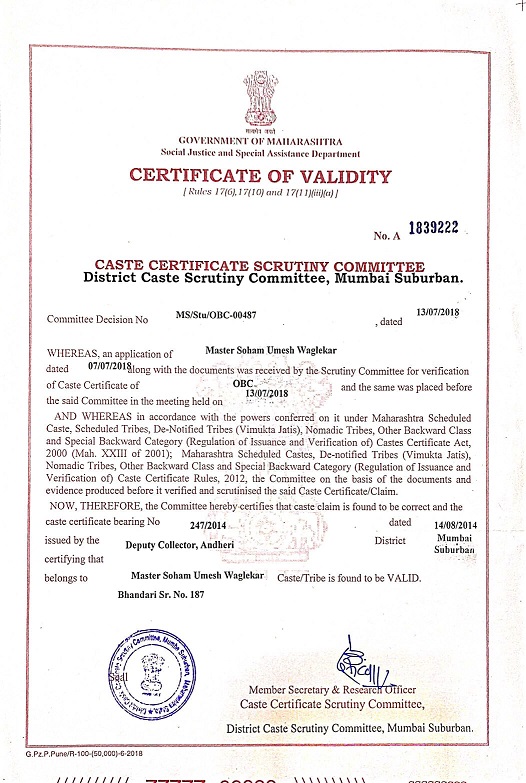 सत्यमेव जयते
GOVERNMENT OF MAHARASHTRA
Social Justice and Special Assistance Department
CERTIFICATE OF VALIDITY
[ Rules 17(6),17(10) and 17(11)(iii)(a) ]
No. A 1839222
CASTE CERTIFICATE SCRUTINY COMMITTEE
District Caste Scrutiny Committee, Mumbai Suburban.
Committee Decision No MS/Stu/OBC-00487 , dated 13/07/2018
WHEREAS, an application of Master Soham Umesh Waglekar
dated 07/07/2018 along with the documents was received by the Scrutiny Committee for verification
of Caste Certificate of OBC and the same was placed before
the said Committee in the meeting held on 13/07/2018
AND WHEREAS in accordance with the powers conferred on it under Maharashtra Scheduled
Caste, Scheduled Tribes, De-Notified Tribes (Vimukta Jatis), Nomadic Tribes, Other Backward Class
and Special Backward Category (Regulation of Issuance and Verification of) Castes Certificate Act,
2000 (Mah. XXIII of 2001); Maharashtra Scheduled Castes, De-notified Tribes (Vimukta Jatis),
Nomadic Tribes, Other Backward Class and Special Backward Category (Regulation of Issuance and
Verification of) Caste Certificate Rules, 2012, the Committee on the basis of the documents and
evidence produced before it verified and scrutinised the said Caste Certificate/Claim.
NOW, THEREFORE, the Committee hereby certifies that caste claim is found to be correct and the
caste certificate bearing No 247/2014 dated 14/08/2014
issued by the Deputy Collector, Andheri District Mumbai Suburban
certifying that
belongs to Master Soham Umesh Waglekar Caste/Tribe is found to be VALID.
Bhandari Sr. No. 187
Seal
Member Secretary & Research Officer
Caste Certificate Scrutiny Committee,
District Caste Scrutiny Committee, Mumbai Suburban.
G.Pz.P.Pune/R-100-(50,000)-6-2018